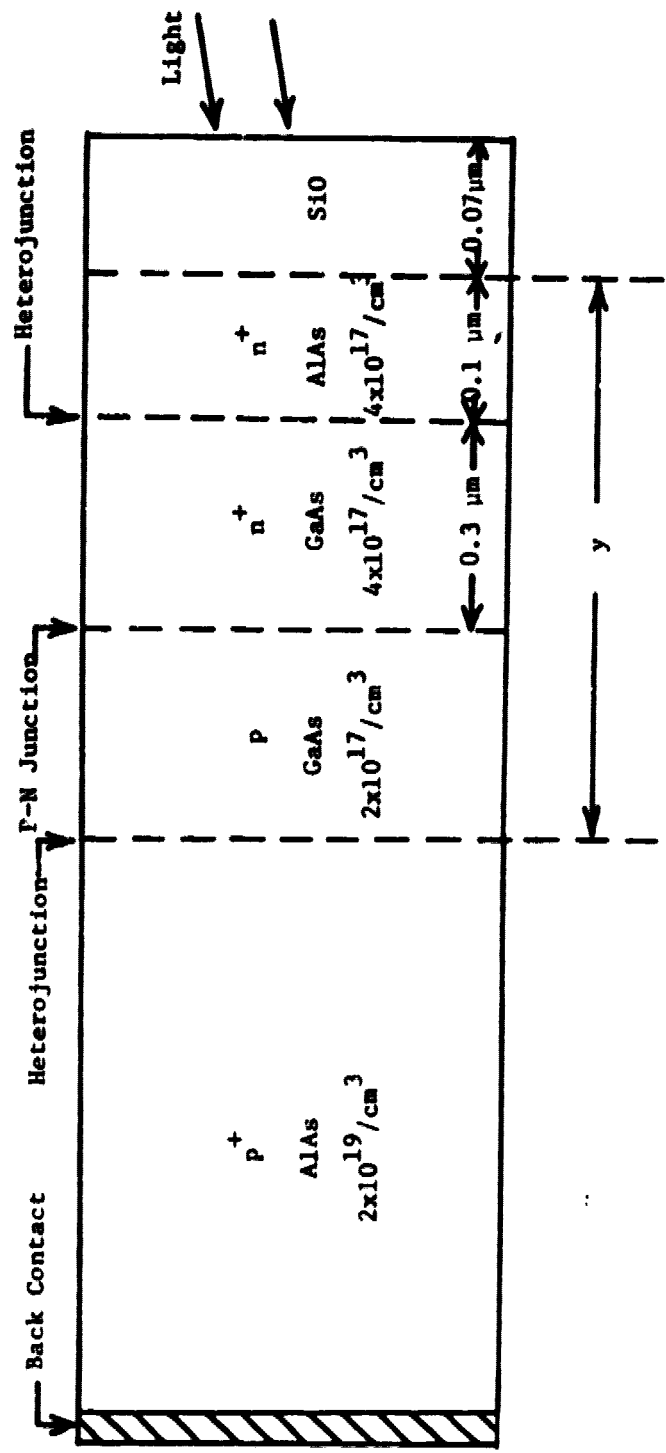 Back Contact
Heterojunction
P-N Junction
Heterojunction
Light
p+
AlAs
2x10^19/cm^3
p
GaAs
2x10^17/cm^3
n+
GaAs
4x10^17/cm^3
n+
AlAs
4x10^17/cm^3
SiO
0.3 μm
0.1 μm
0.07μm
y